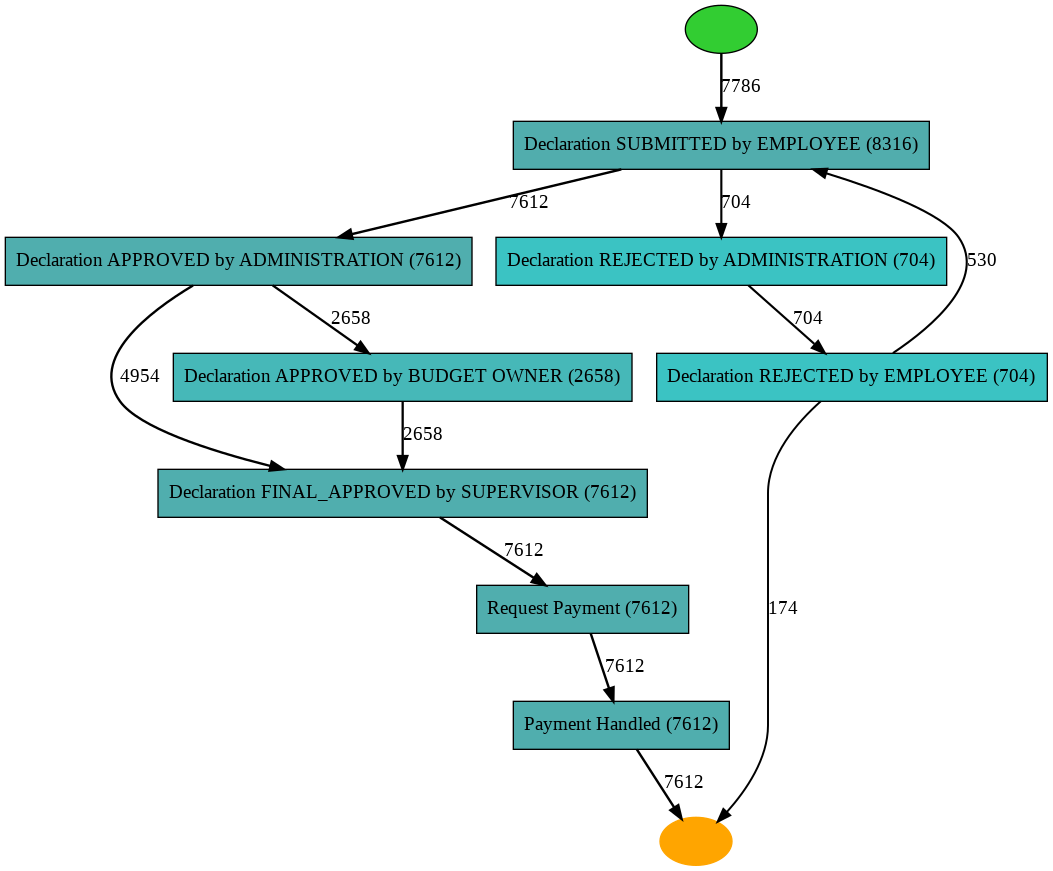 7786
Declaration SUBMITTED by EMPLOYEE (8316)
7612
704
Declaration APPROVED by ADMINISTRATION (7612)
Declaration REJECTED by ADMINISTRATION (704)
530
2658
704
4954
Declaration APPROVED by BUDGET OWNER (2658)
Declaration REJECTED by EMPLOYEE (704)
2658
Declaration FINAL_APPROVED by SUPERVISOR (7612)
7612
Request Payment (7612)
174
7612
Payment Handled (7612)
7612